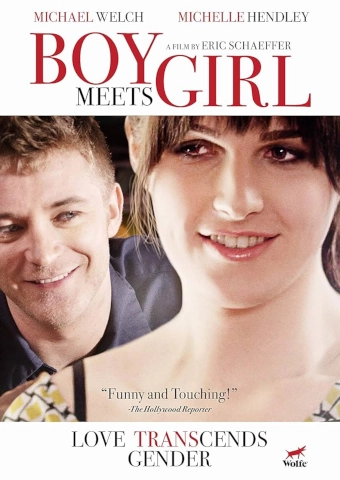 MICHAEL WELCH MICHELLE HENDLEY
A FILM BY ERIC SCHAEFFER
BOY
MEETS GIRL
"Funny and Touching!"
-The Hollywood Reporter
LOVE TRANSCENDS
GENDER
Wolfe